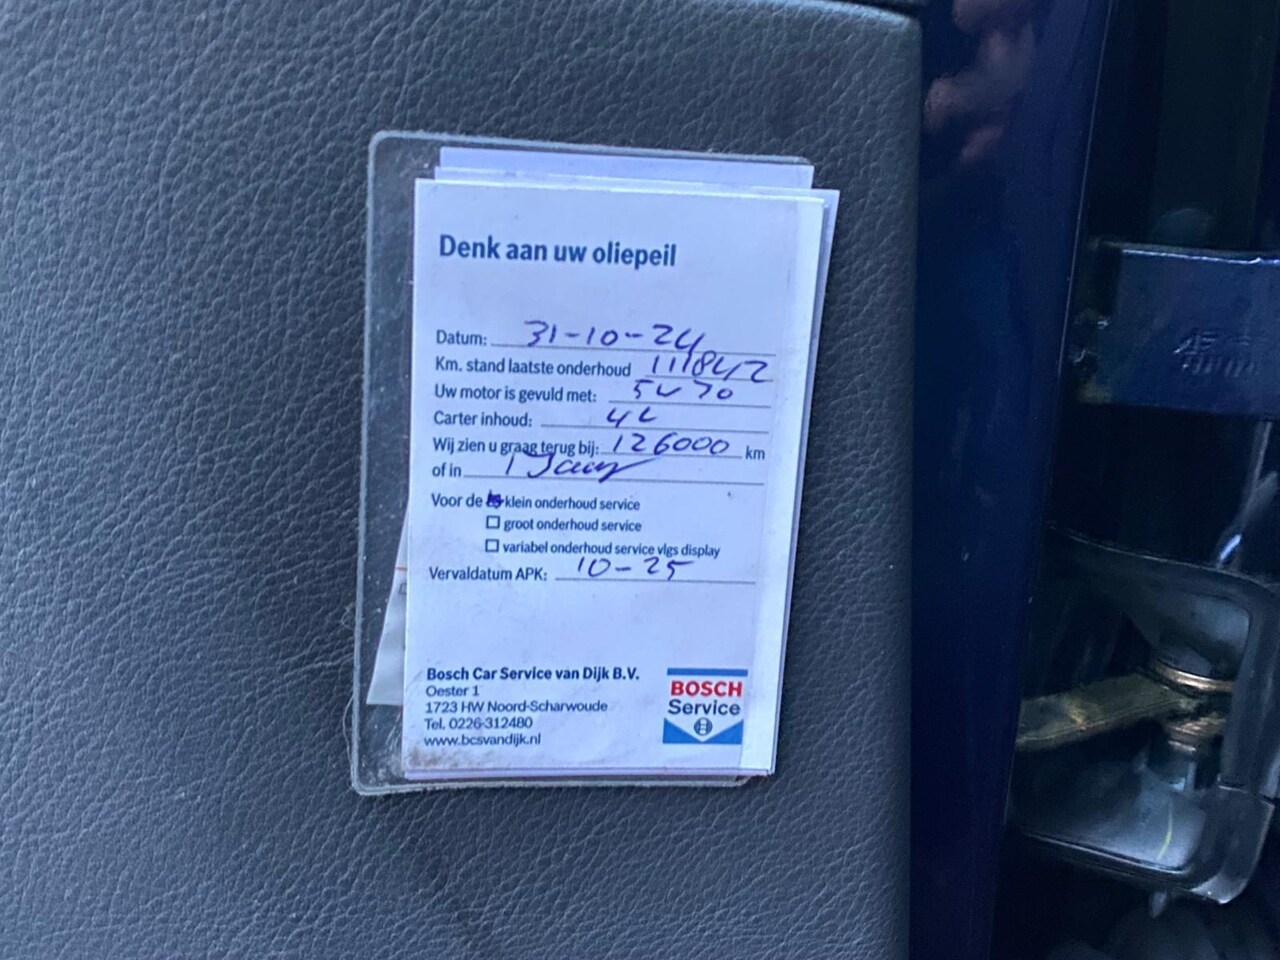 Denk aan uw oliepeil
Datum: 31-10-24
Km. stand laatste onderhoud 111842
Uw motor is gevuld met: 5W30
Carter inhoud: 4L
Wij zien u graag terug bij: 126000 km
of in 1 Jaar
Voor de klein onderhoud service
groot onderhoud service
variabel onderhoud service vlgs display
Vervaldatum APK: 10-25
Bosch Car Service van Dijk B.V.
Oester 1
1723 HW Noord-Scharwoude
Tel. 0226-312480
www.bcsvandijk.nl
BOSCH
Service